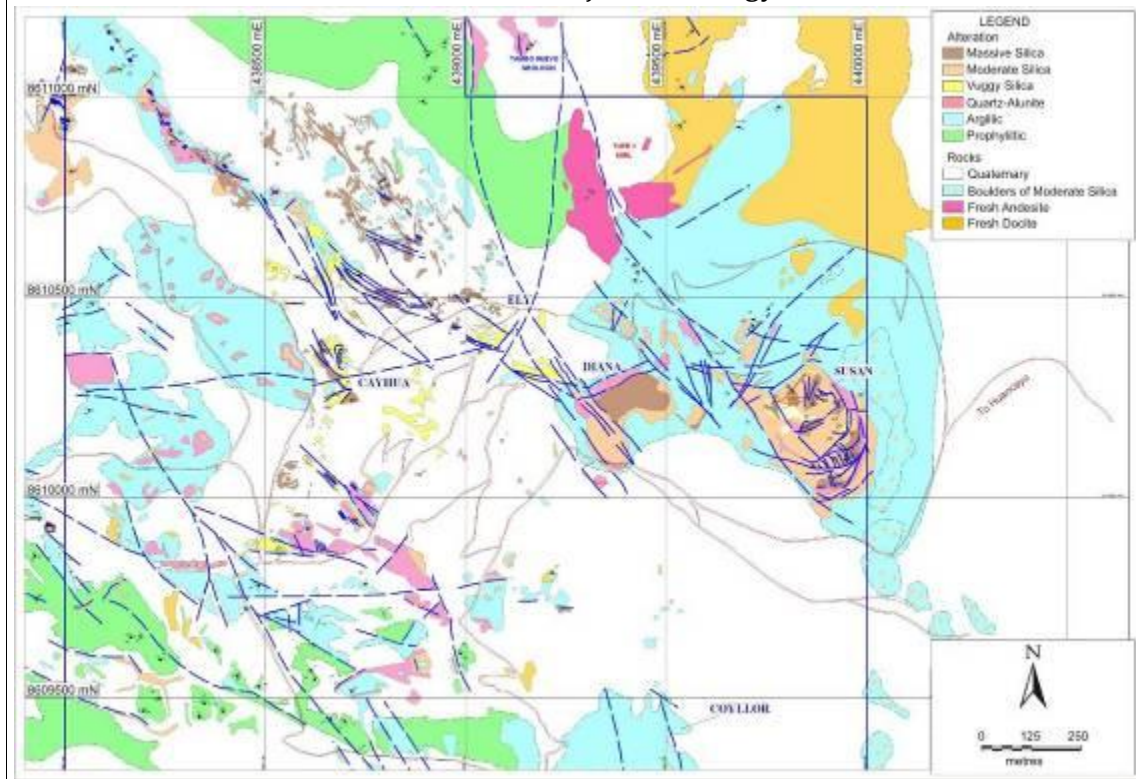 438500 mE
439000 mE
439500 mE
440000 mE
8611000 mN
8610500 mN
8610000 mN
8609500 mN
ELY
DIANA
CAYHUA
SUSAN
COYLLOR
To Huancayo
LEGEND
Alteration
Massive Silica
Moderate Silica
Vuggy Silica
Quartz-Alunite
Argillic
Prophylitic
Rocks
Quaternary
Boulders of Moderate Silica
Fresh Andesite
Fresh Docite
N
0 125 250
metres